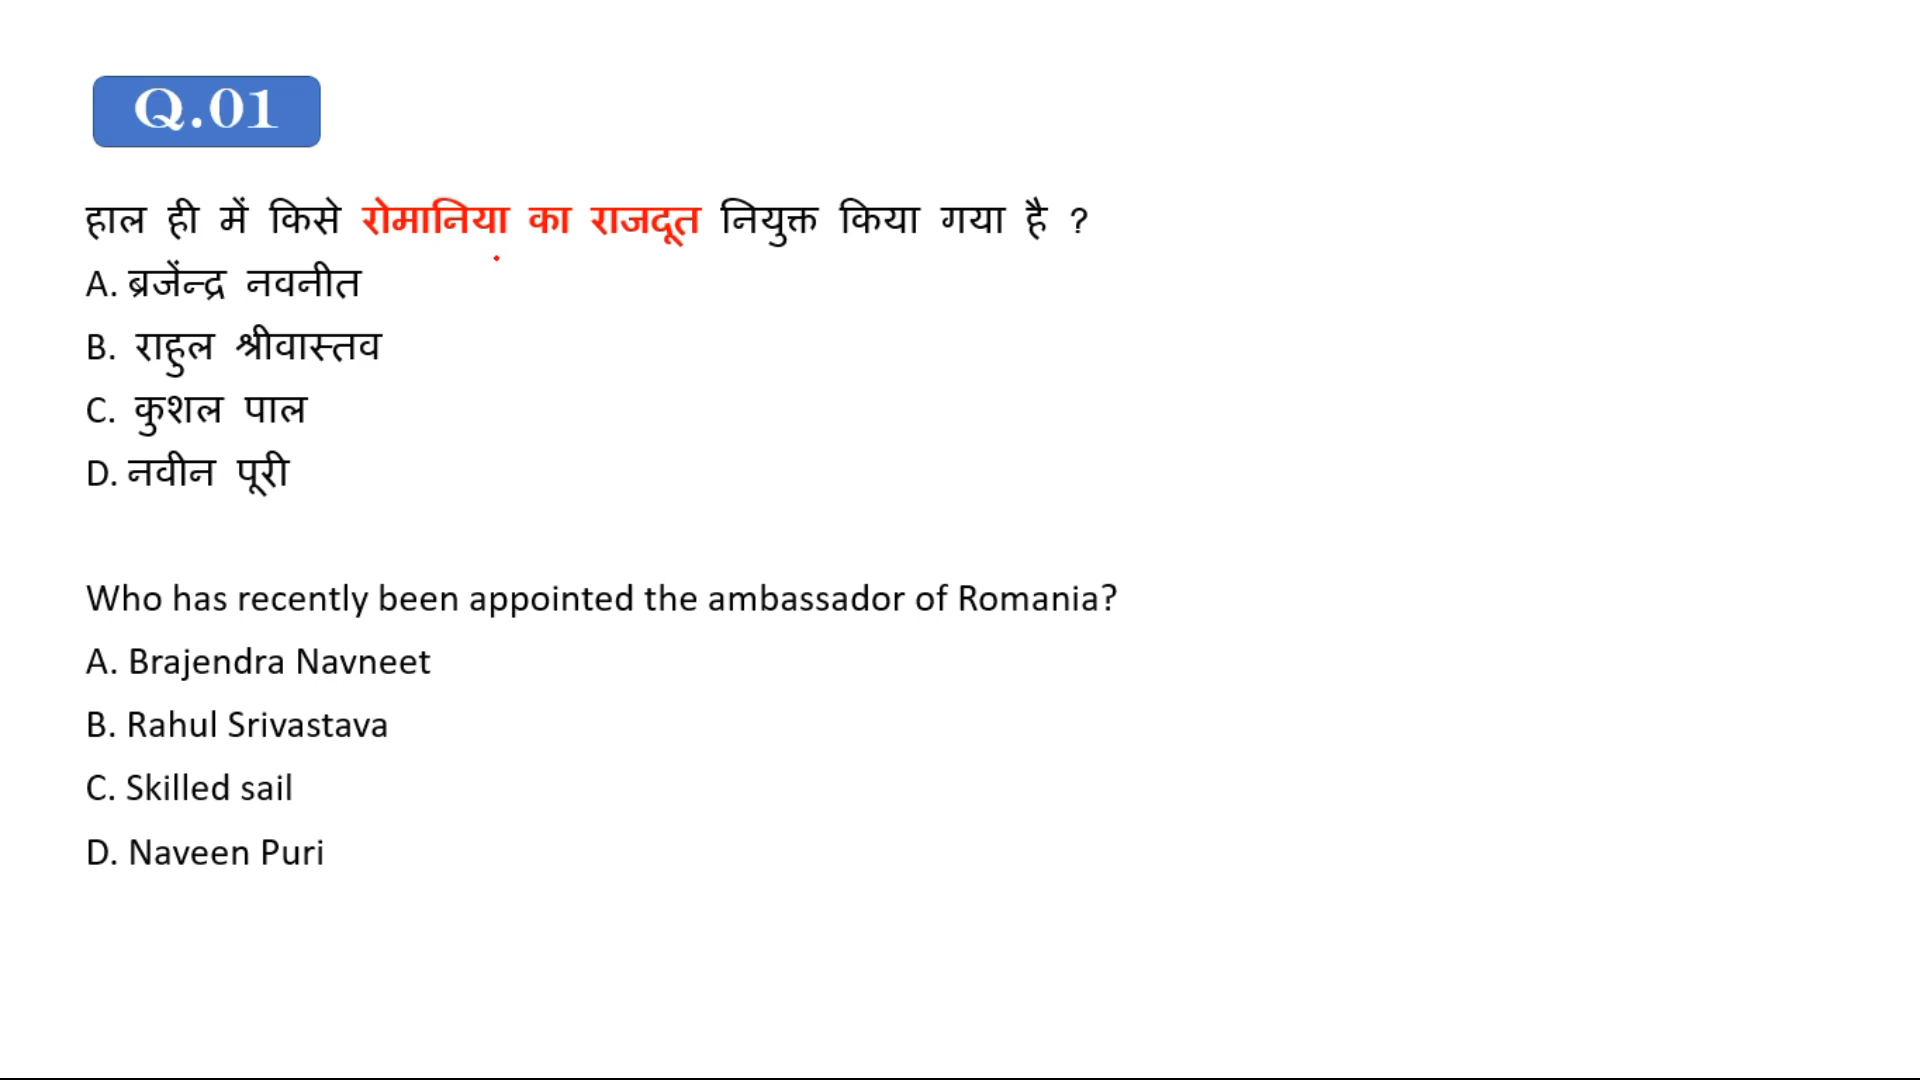 Q.01
हाल ही में किसे रोमानिया का राजदूत नियुक्त किया गया है ?
A. ब्रजेंन्द्र नवनीत
B. राहुल श्रीवास्तव
C. कुशल पाल
D. नवीन पूरी
Who has recently been appointed the ambassador of Romania?
A. Brajendra Navneet
B. Rahul Srivastava
C. Skilled sail
D. Naveen Puri